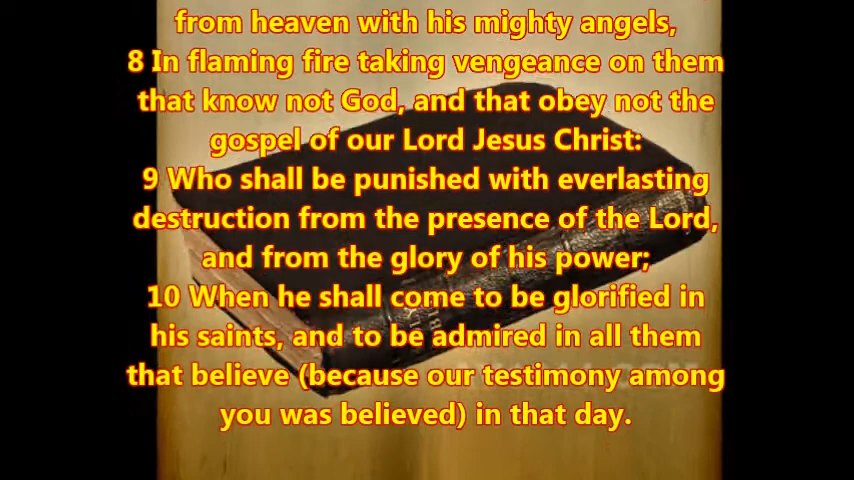 from heaven with his mighty angels,
8 In flaming fire taking vengeance on them
that know not God, and that obey not the
gospel of our Lord Jesus Christ:
9 Who shall be punished with everlasting
destruction from the presence of the Lord,
and from the glory of his power;
10 When he shall come to be glorified in
his saints, and to be admired in all them
that believe (because our testimony among
you was believed) in that day.